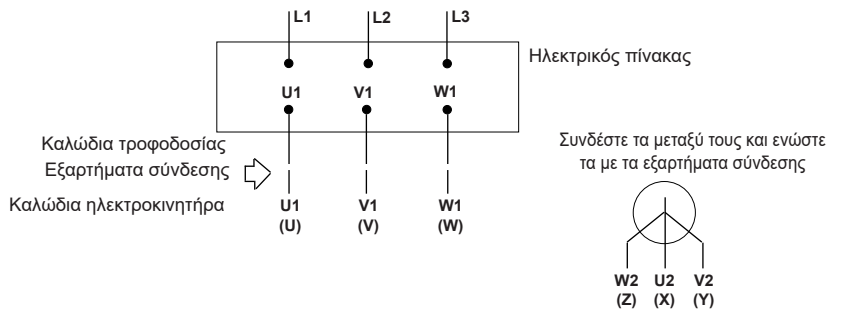 L1 L2 L3
Ηλεκτρικός πίνακας
U1 V1 W1
Καλώδια τροφοδοσίας
Εξαρτήματα σύνδεσης
Καλώδια ηλεκτροκινητήρα
U1 V1 W1
(U) (V) (W)
Συνδέστε τα μεταξύ τους και ενώστε
τα με τα εξαρτήματα σύνδεσης
W2 U2 V2
(Z) (X) (Y)